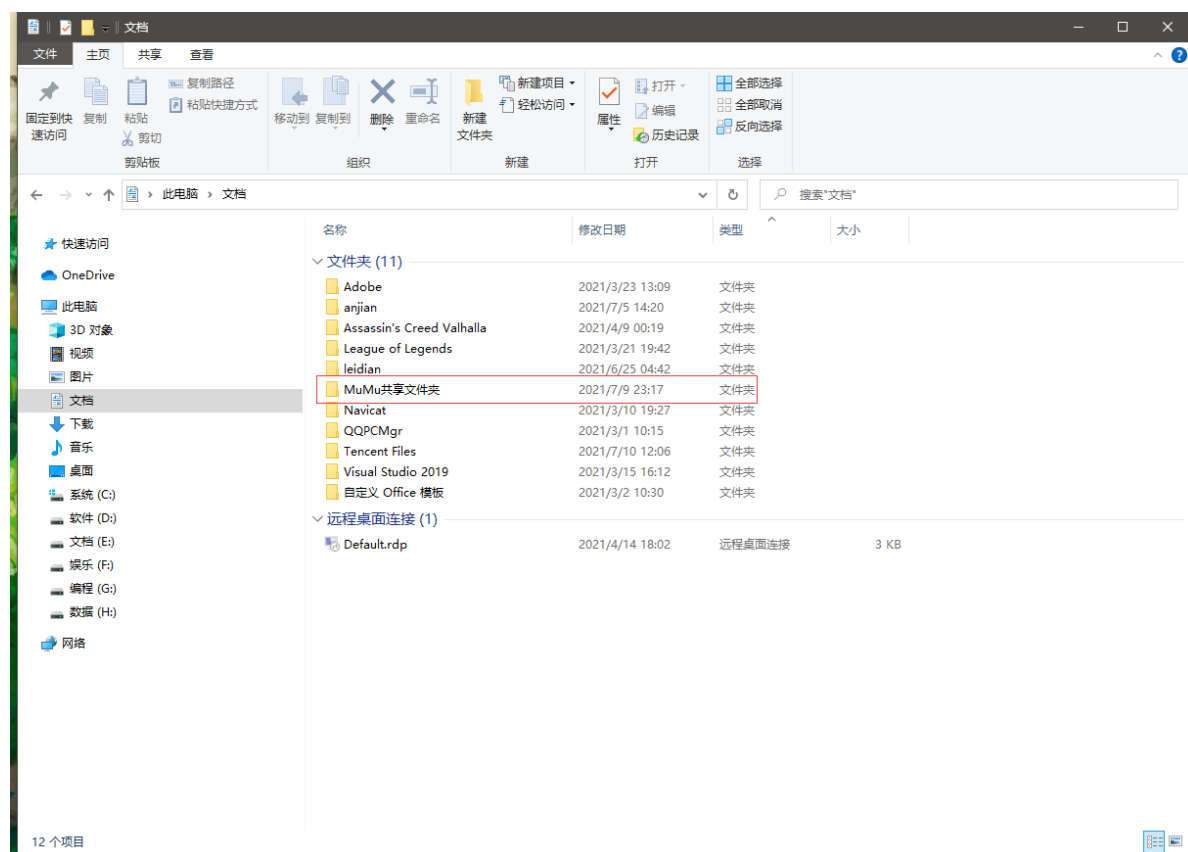 文档
文件 主页 共享 查看
固定到快速访问
复制
粘贴
复制路径
粘贴快捷方式
剪切
剪贴板
移动到
复制到
删除
重命名
组织
新建文件夹
新建项目
轻松访问
新建
属性
打开
编辑
历史记录
打开
全部选择
全部取消
反向选择
选择
此电脑 › 文档
搜索"文档"
快速访问
OneDrive
此电脑
3D 对象
视频
图片
文档
下载
音乐
桌面
系统 (C:)
软件 (D:)
文档 (E:)
娱乐 (F:)
编程 (G:)
数据 (H:)
网络
名称 修改日期 类型 大小
文件夹 (11)
Adobe 2021/3/23 13:09 文件夹
anjian 2021/7/5 14:20 文件夹
Assassin's Creed Valhalla 2021/4/9 00:19 文件夹
League of Legends 2021/3/21 19:42 文件夹
leidian 2021/6/25 04:42 文件夹
MuMu共享文件夹 2021/7/9 23:17 文件夹
Navicat 2021/3/10 19:27 文件夹
QQPCMgr 2021/3/1 10:15 文件夹
Tencent Files 2021/7/10 12:06 文件夹
Visual Studio 2019 2021/3/15 16:12 文件夹
自定义 Office 模板 2021/3/2 10:30 文件夹
远程桌面连接 (1)
Default.rdp 2021/4/14 18:02 远程桌面连接 3 KB
12 个项目